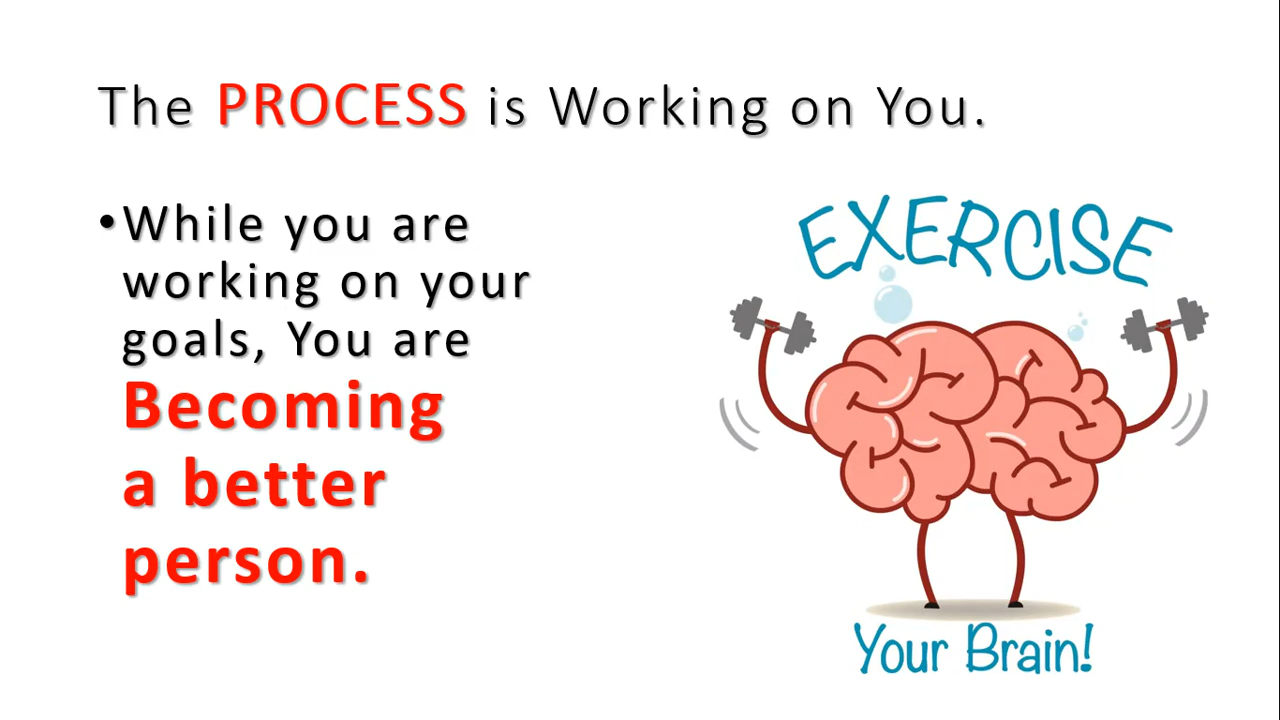 The PROCESS is Working on You.
•While you are
working on your
goals, You are
Becoming
a better
person.
EXERCISE
Your Brain!